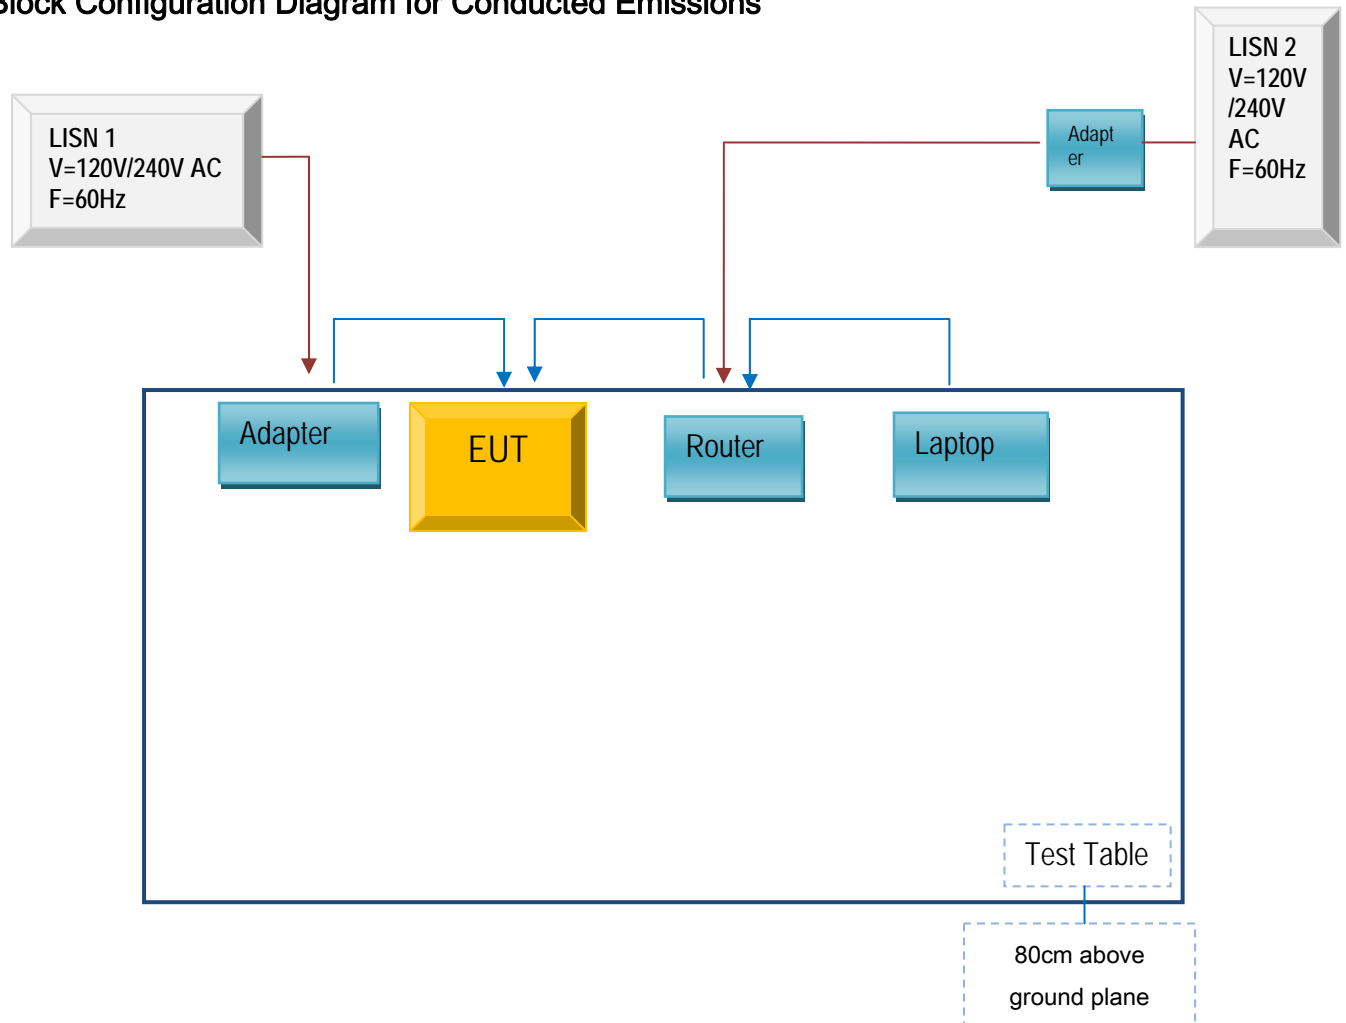 Block Configuration Diagram for Conducted Emissions
LISN 1
V=120V/240V AC
F=60Hz
Adapt
er
LISN 2
V=120V
/240V
AC
F=60Hz
Adapter
EUT
Router
Laptop
Test Table
80cm above
ground plane